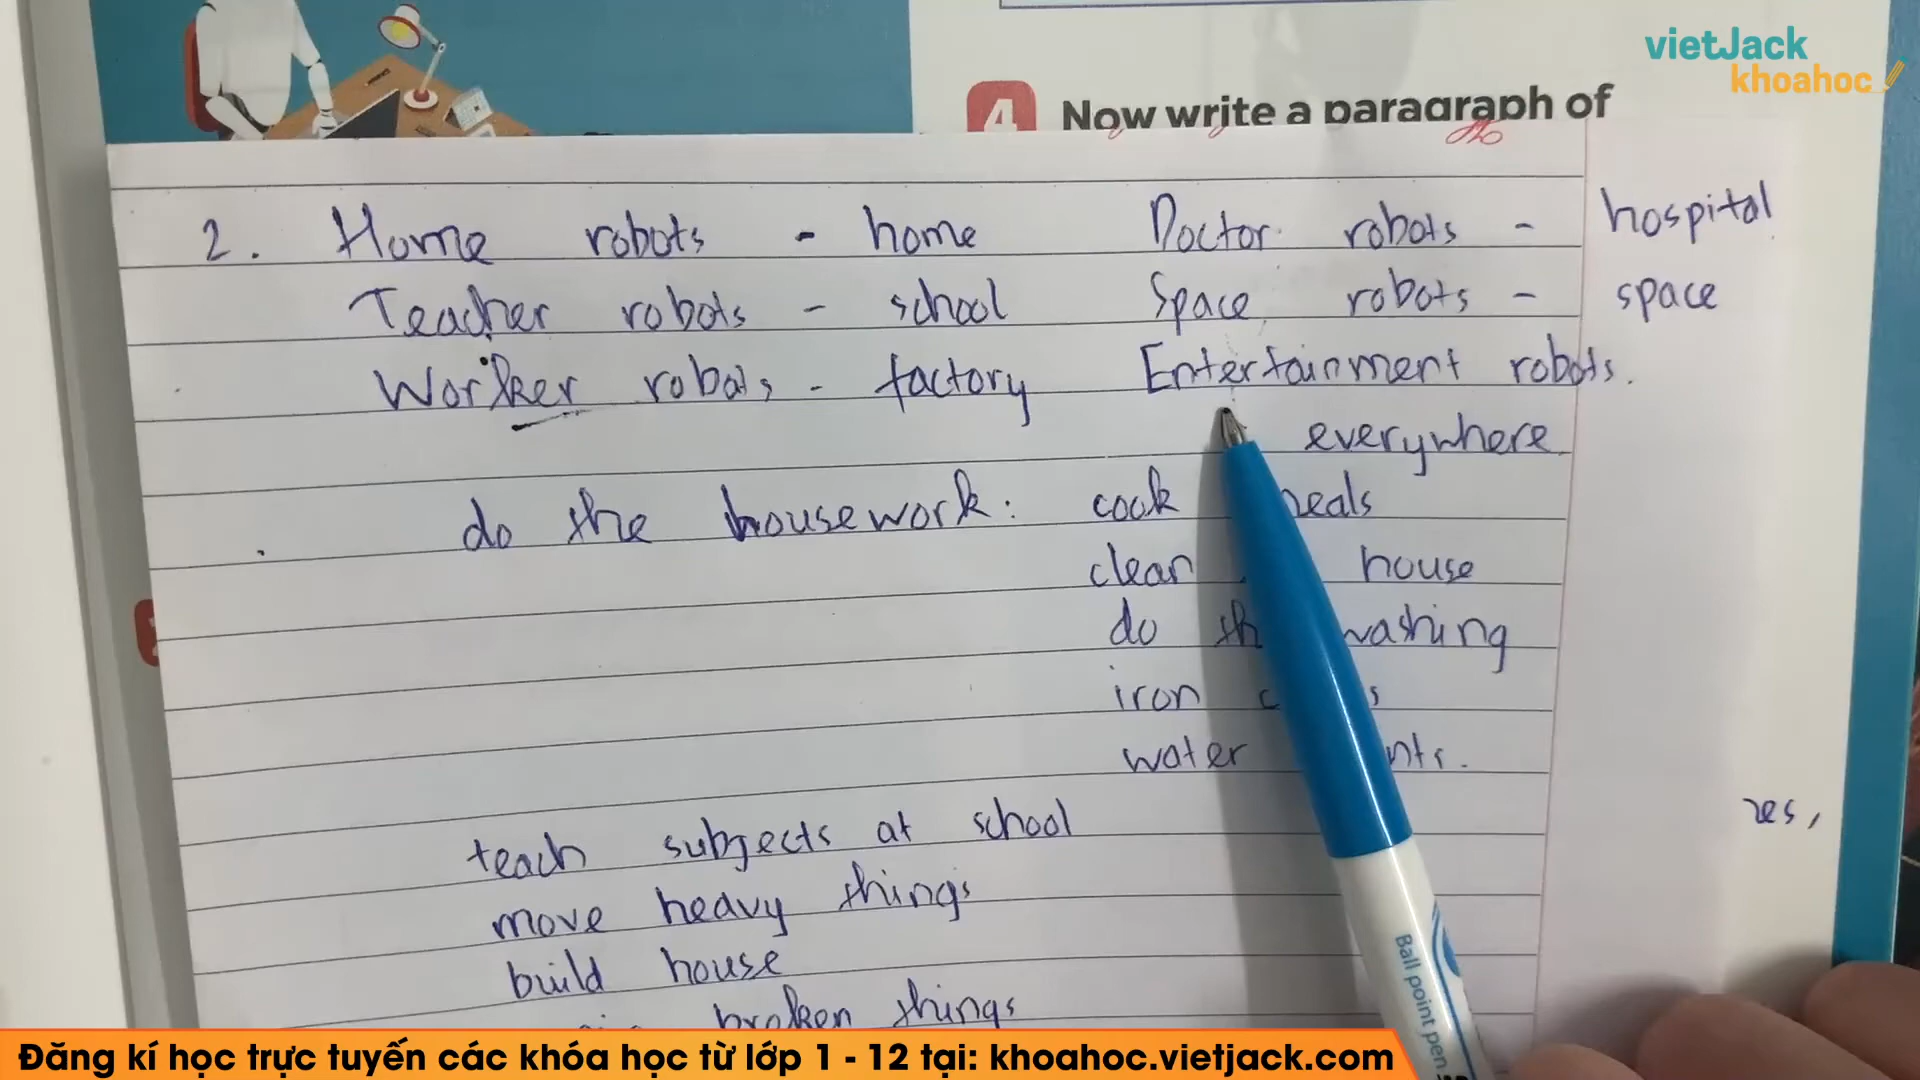 vietJack
khoahoc
4 Now write a paragraph of
2. Home robots - home Doctor robots - hospital
Teacher robots - school Space robots - space
Worker robots - factory Entertainment robots.
everywhere
do the housework: cook
clean house
do washing
iron
water
res,
teach subjects at school
move heavy things
build house
broken things
Ball point pen
Đăng kí học trực tuyến các khóa học từ lớp 1 - 12 tại: khoahoc.vietjack.com